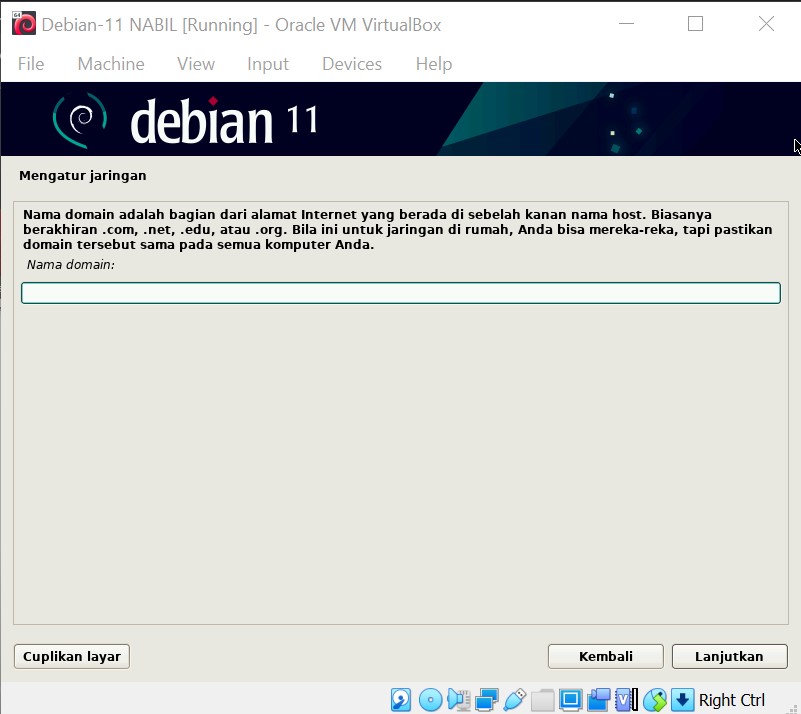 Debian-11 NABIL [Running] - Oracle VM VirtualBox
File Machine View Input Devices Help
debian 11
Mengatur jaringan
Nama domain adalah bagian dari alamat Internet yang berada di sebelah kanan nama host. Biasanya
berakhiran .com, .net, .edu, atau .org. Bila ini untuk jaringan di rumah, Anda bisa mereka-reka, tapi pastikan
domain tersebut sama pada semua komputer Anda.
Nama domain:
Cuplikan layar Kembali Lanjutkan
Right Ctrl